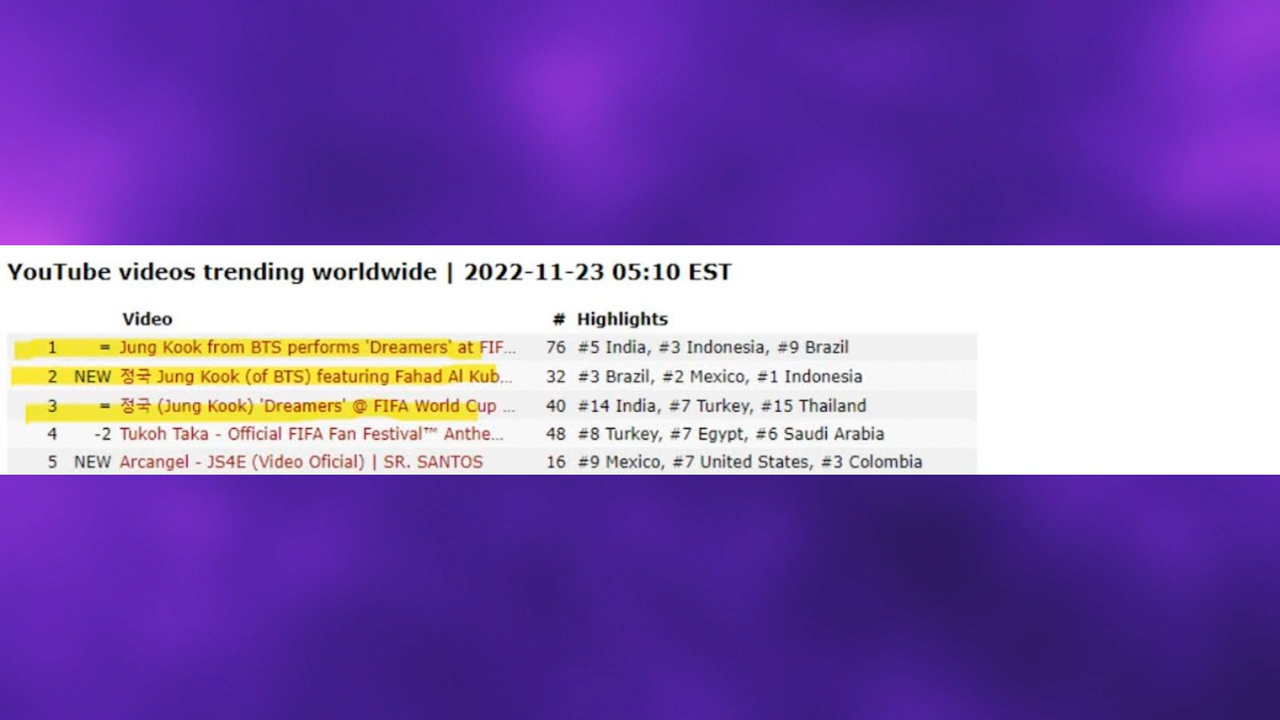 YouTube videos trending worldwide | 2022-11-23 05:10 EST
Video # Highlights
1 = Jung Kook from BTS performs 'Dreamers' at FIF... 76 #5 India, #3 Indonesia, #9 Brazil
2 NEW 정국 Jung Kook (of BTS) featuring Fahad Al Kub... 32 #3 Brazil, #2 Mexico, #1 Indonesia
3 = 정국 (Jung Kook) 'Dreamers' @ FIFA World Cup ... 40 #14 India, #7 Turkey, #15 Thailand
4 -2 Tukoh Taka - Official FIFA Fan Festival™ Anthe... 48 #8 Turkey, #7 Egypt, #6 Saudi Arabia
5 NEW Arcangel - JS4E (Video Oficial) | SR. SANTOS 16 #9 Mexico, #7 United States, #3 Colombia